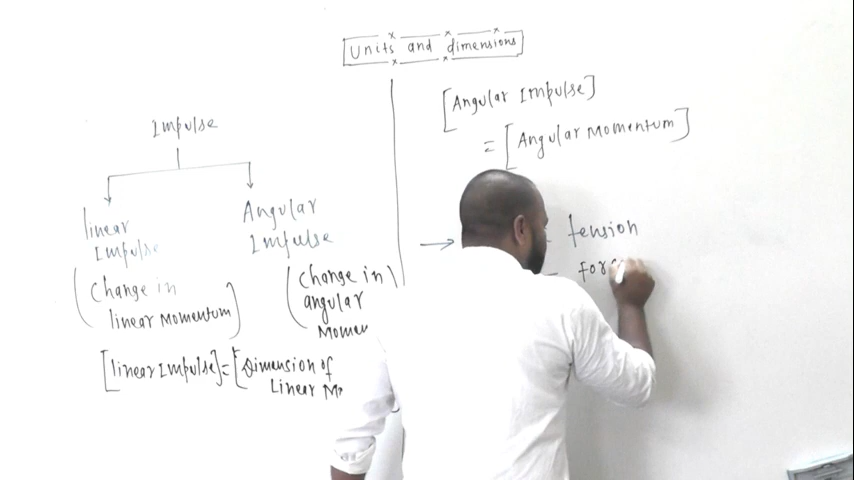 Units and dimensions
Impulse
linear
Impulse
Angular
Impulse
(Change in
linear Momentum)
(Change in)
angular
[linear Impulse] = [Dimension of
Linear
[Angular Impulse]
= [Angular Momentum]
→
tension